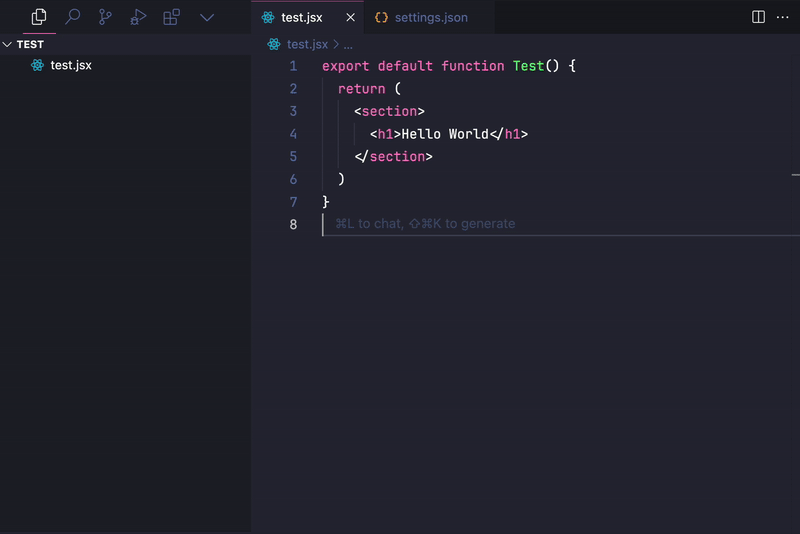 test.jsx
settings.json
TEST
test.jsx
test.jsx > ...
1 export default function Test() {
2 return (
3 <section>
4 <h1>Hello World</h1>
5 </section>
6 )
7 }
8 ⌘L to chat, ⇧⌘K to generate